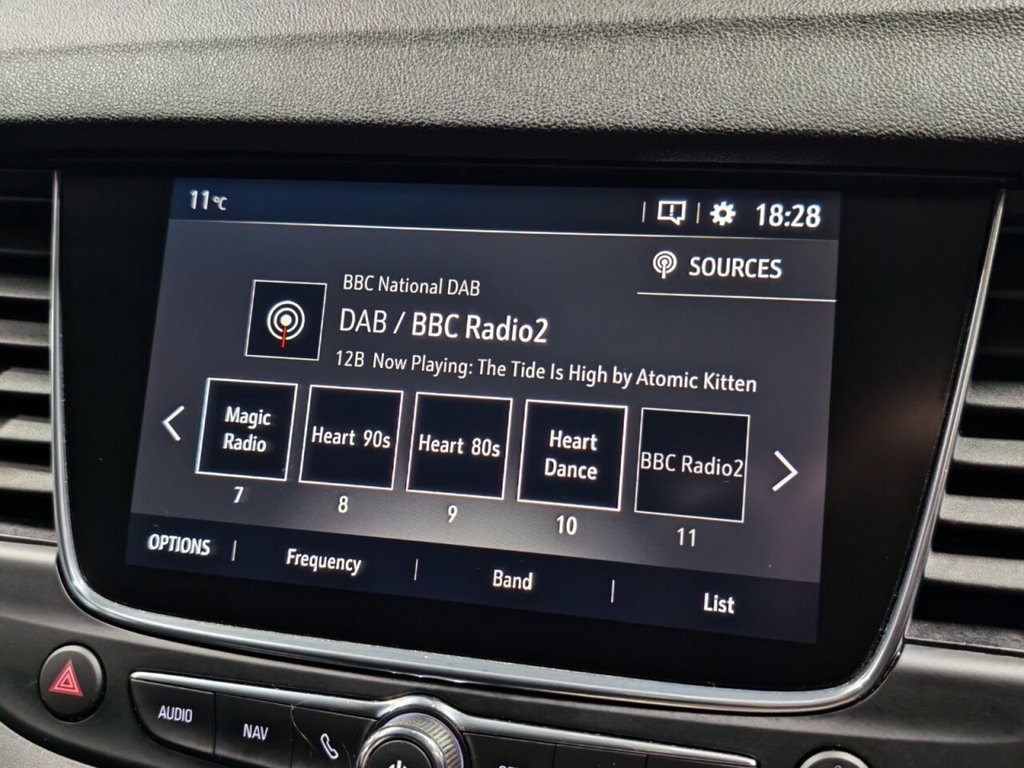 11°C
18:28
SOURCES
BBC National DAB
DAB / BBC Radio2
12B Now Playing: The Tide Is High by Atomic Kitten
Magic
Radio
Heart 90s
Heart 80s
Heart
Dance
BBC Radio2
7
8
9
10
11
OPTIONS
Frequency
Band
List
AUDIO
NAV